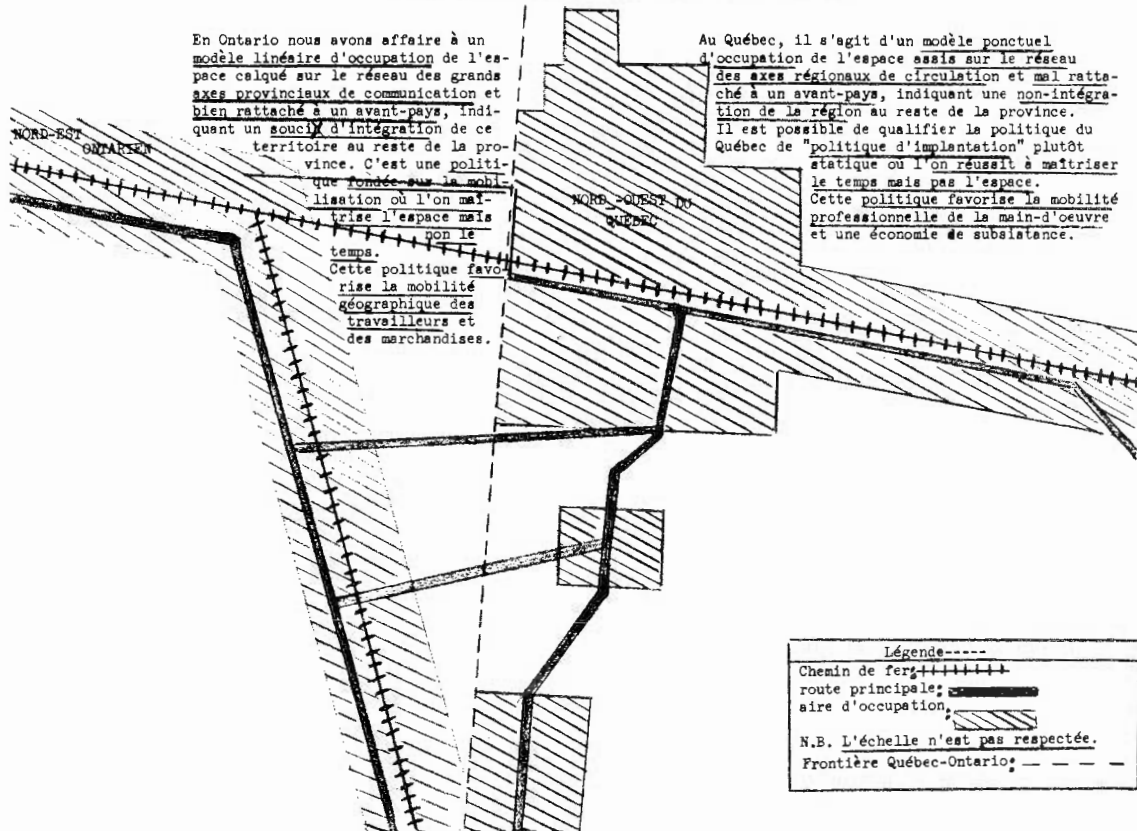 En Ontario nous avons affaire à un
modèle linéaire d'occupation de l'es-
pace calqué sur le réseau des grands
axes provinciaux de communication et
bien rattaché à un avant-pays, indi-
quant un souci d'intégration de ce
territoire au reste de la pro-
vince. C'est une politi-
que fondée sur la mobi-
lisation où l'on maî-
trise l'espace mais
non le
temps.
Cette politique favo-
rise la mobilité
géographique des
travailleurs et
des marchandises.
Au Québec, il s'agit d'un modèle ponctuel
d'occupation de l'espace assis sur le réseau
des axes régionaux de circulation et mal ratta-
ché à un avant-pays, indiquant une non-intégra-
tion de la région au reste de la province.
Il est possible de qualifier la politique du
Québec de "politique d'implantation" plutôt
statique où l'on réussit à maîtriser
le temps mais pas l'espace.
Cette politique favorise la mobilité
professionnelle de la main-d'oeuvre
et une économie de subsistance.
NORD-EST
ONTARIEN
NORD-OUEST DU
QUEBEC
Légende-----
Chemin de fer:
route principale:
aire d'occupation:
N.B. L'échelle n'est pas respectée.
Frontière Québec-Ontario: